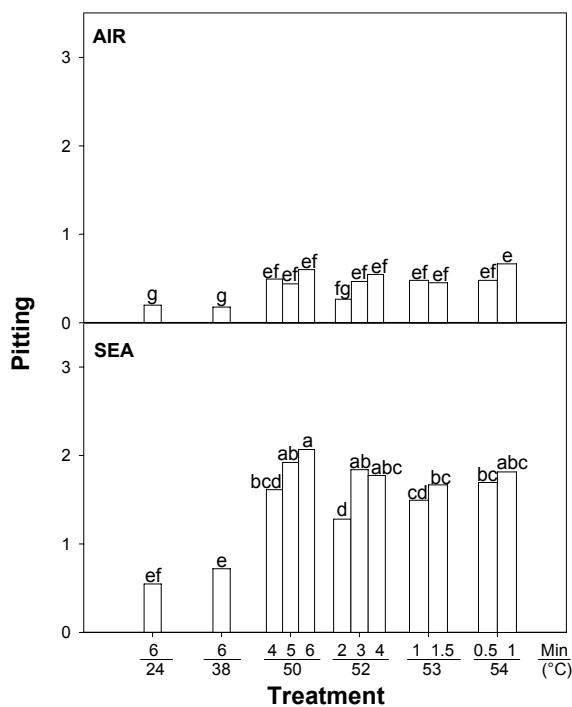 AIR
3
2
1
0
g
g
ef
ef
ef
fg
ef
ef
ef
ef
ef
e
Pitting
SEA
3
2
1
0
ef
e
bcd
ab
a
d
ab
abc
cd
bc
bc
abc
6 6 4 5 6 2 3 4 1 1.5 0.5 1 Min
24 38 50 52 53 54 (°C)
Treatment